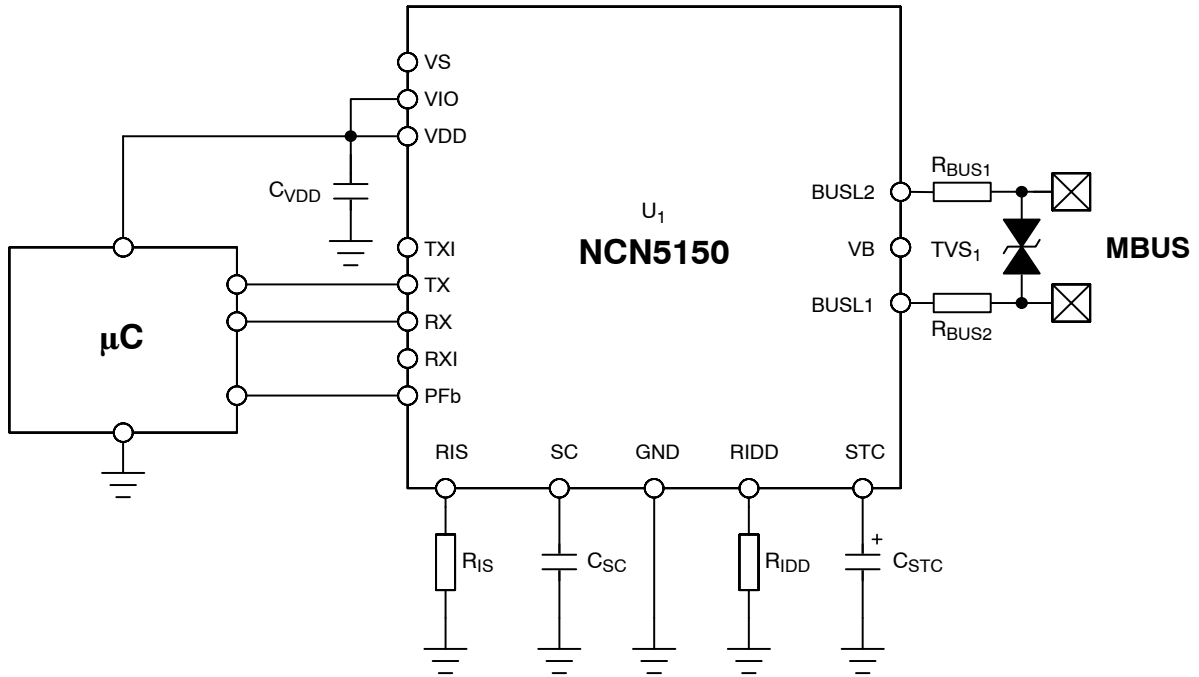 VS
VIO
VDD
C_VDD
TXI
TX
RX
RXI
PFb
μC
U_1
NCN5150
BUSL2
VB
BUSL1
R_BUS1
TVS_1
R_BUS2
MBUS
RIS
SC
GND
RIDD
STC
R_IS
C_SC
R_IDD
+
C_STC